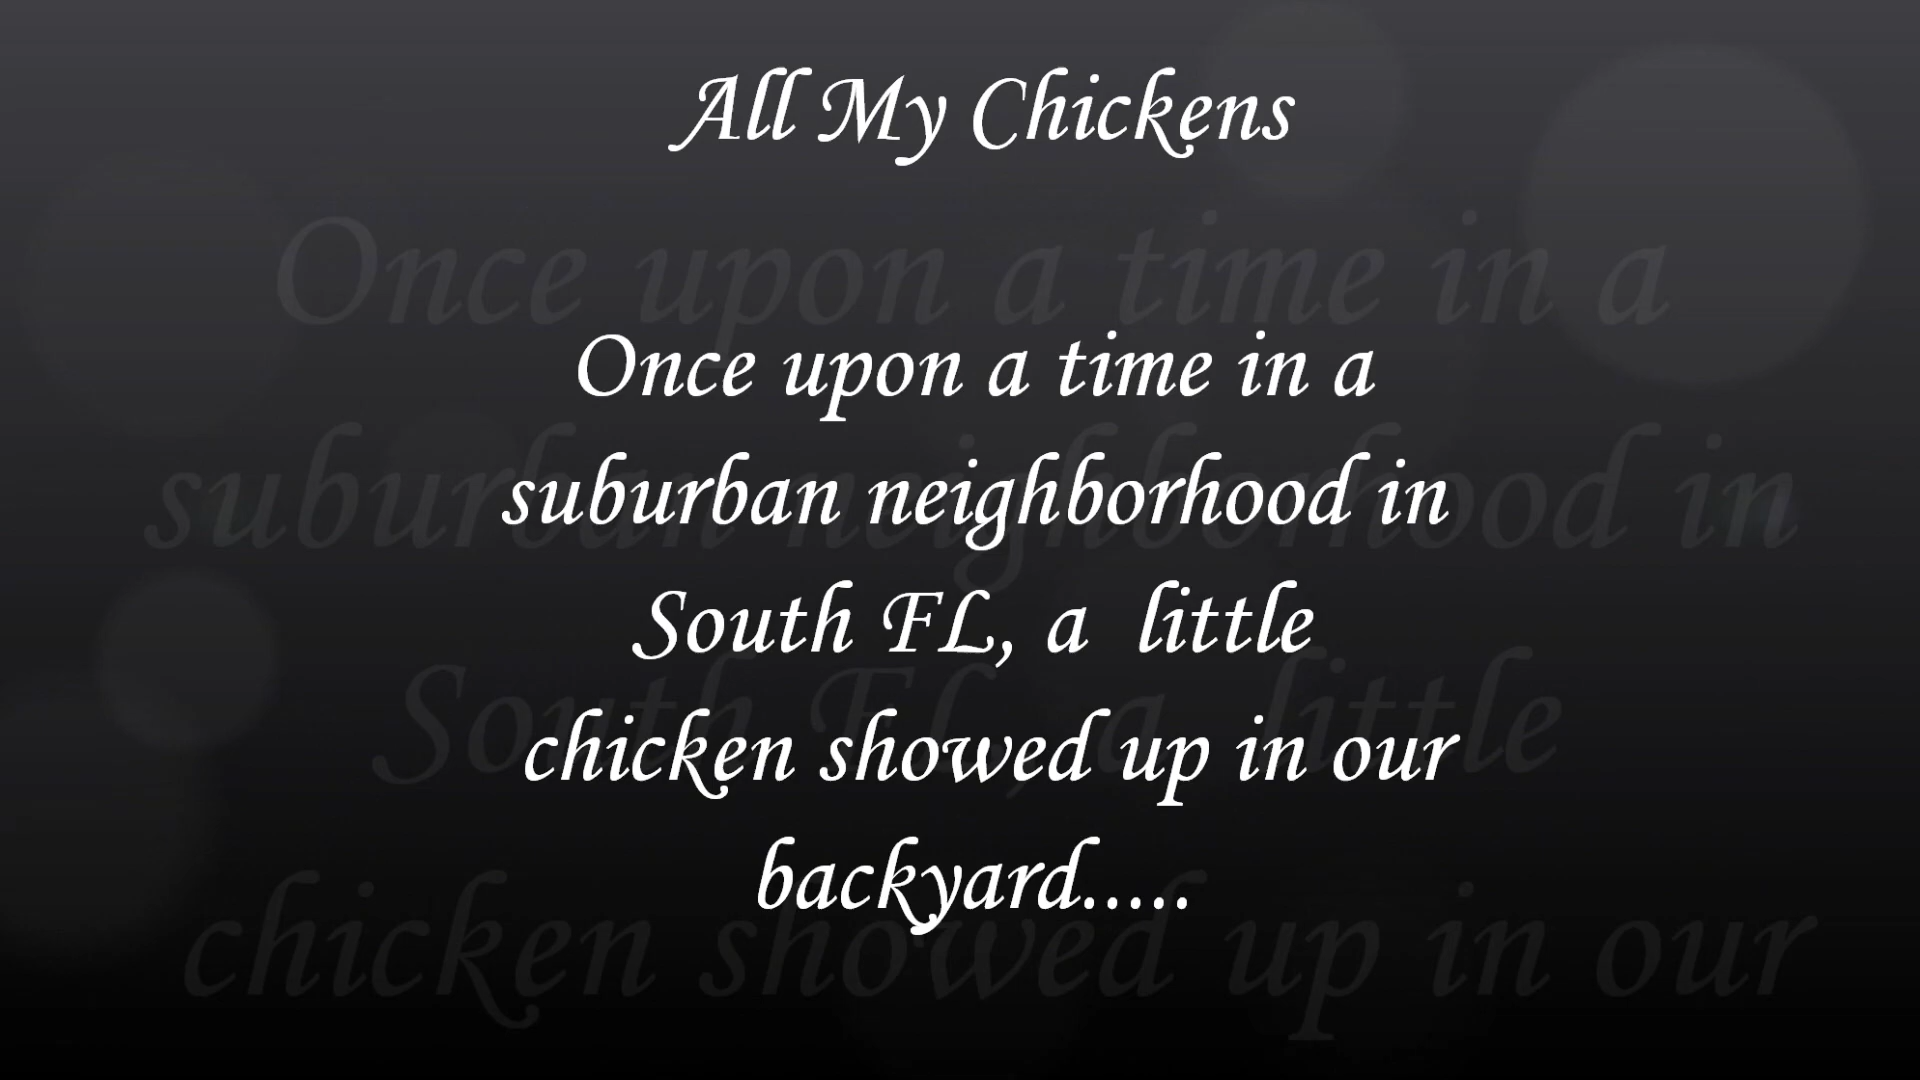 All My Chickens
Once upon a time in a
suburban neighborhood in
South FL, a  little
chicken showed up in our
backyard.....